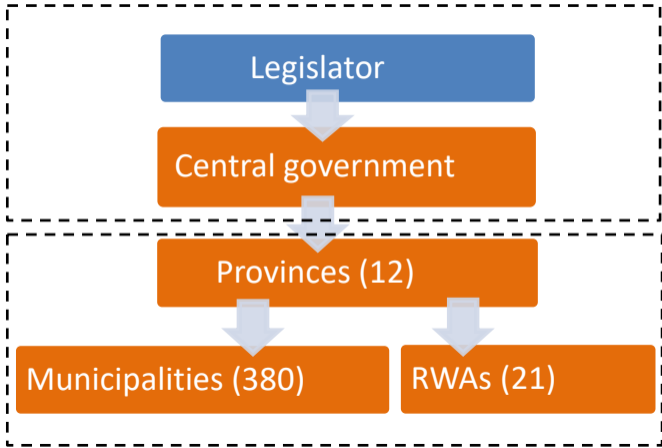 Legislator
Central government
Provinces (12)
Municipalities (380)
RWAs (21)